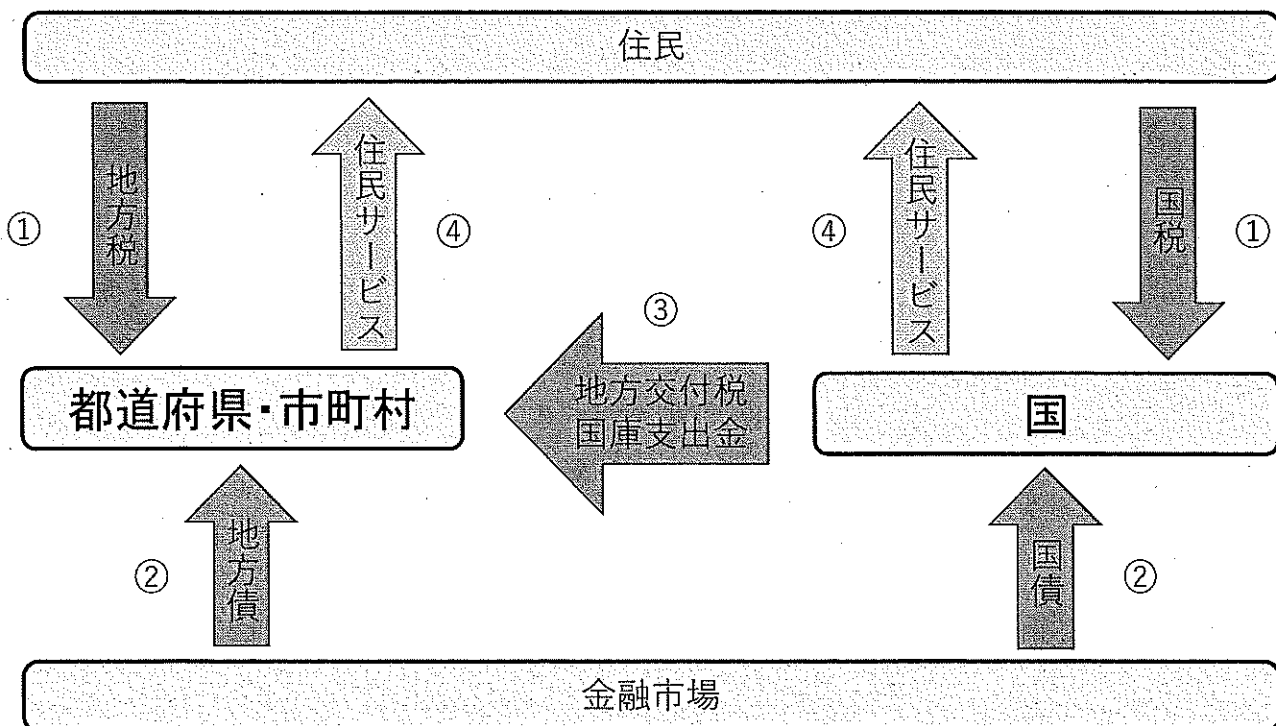 住民
① 地方税 住民サービス ④ ④ 住民サービス 国税 ①
③
地方交付税
国庫支出金
都道府県・市町村
国
② 地方債
国債 ②
金融市場